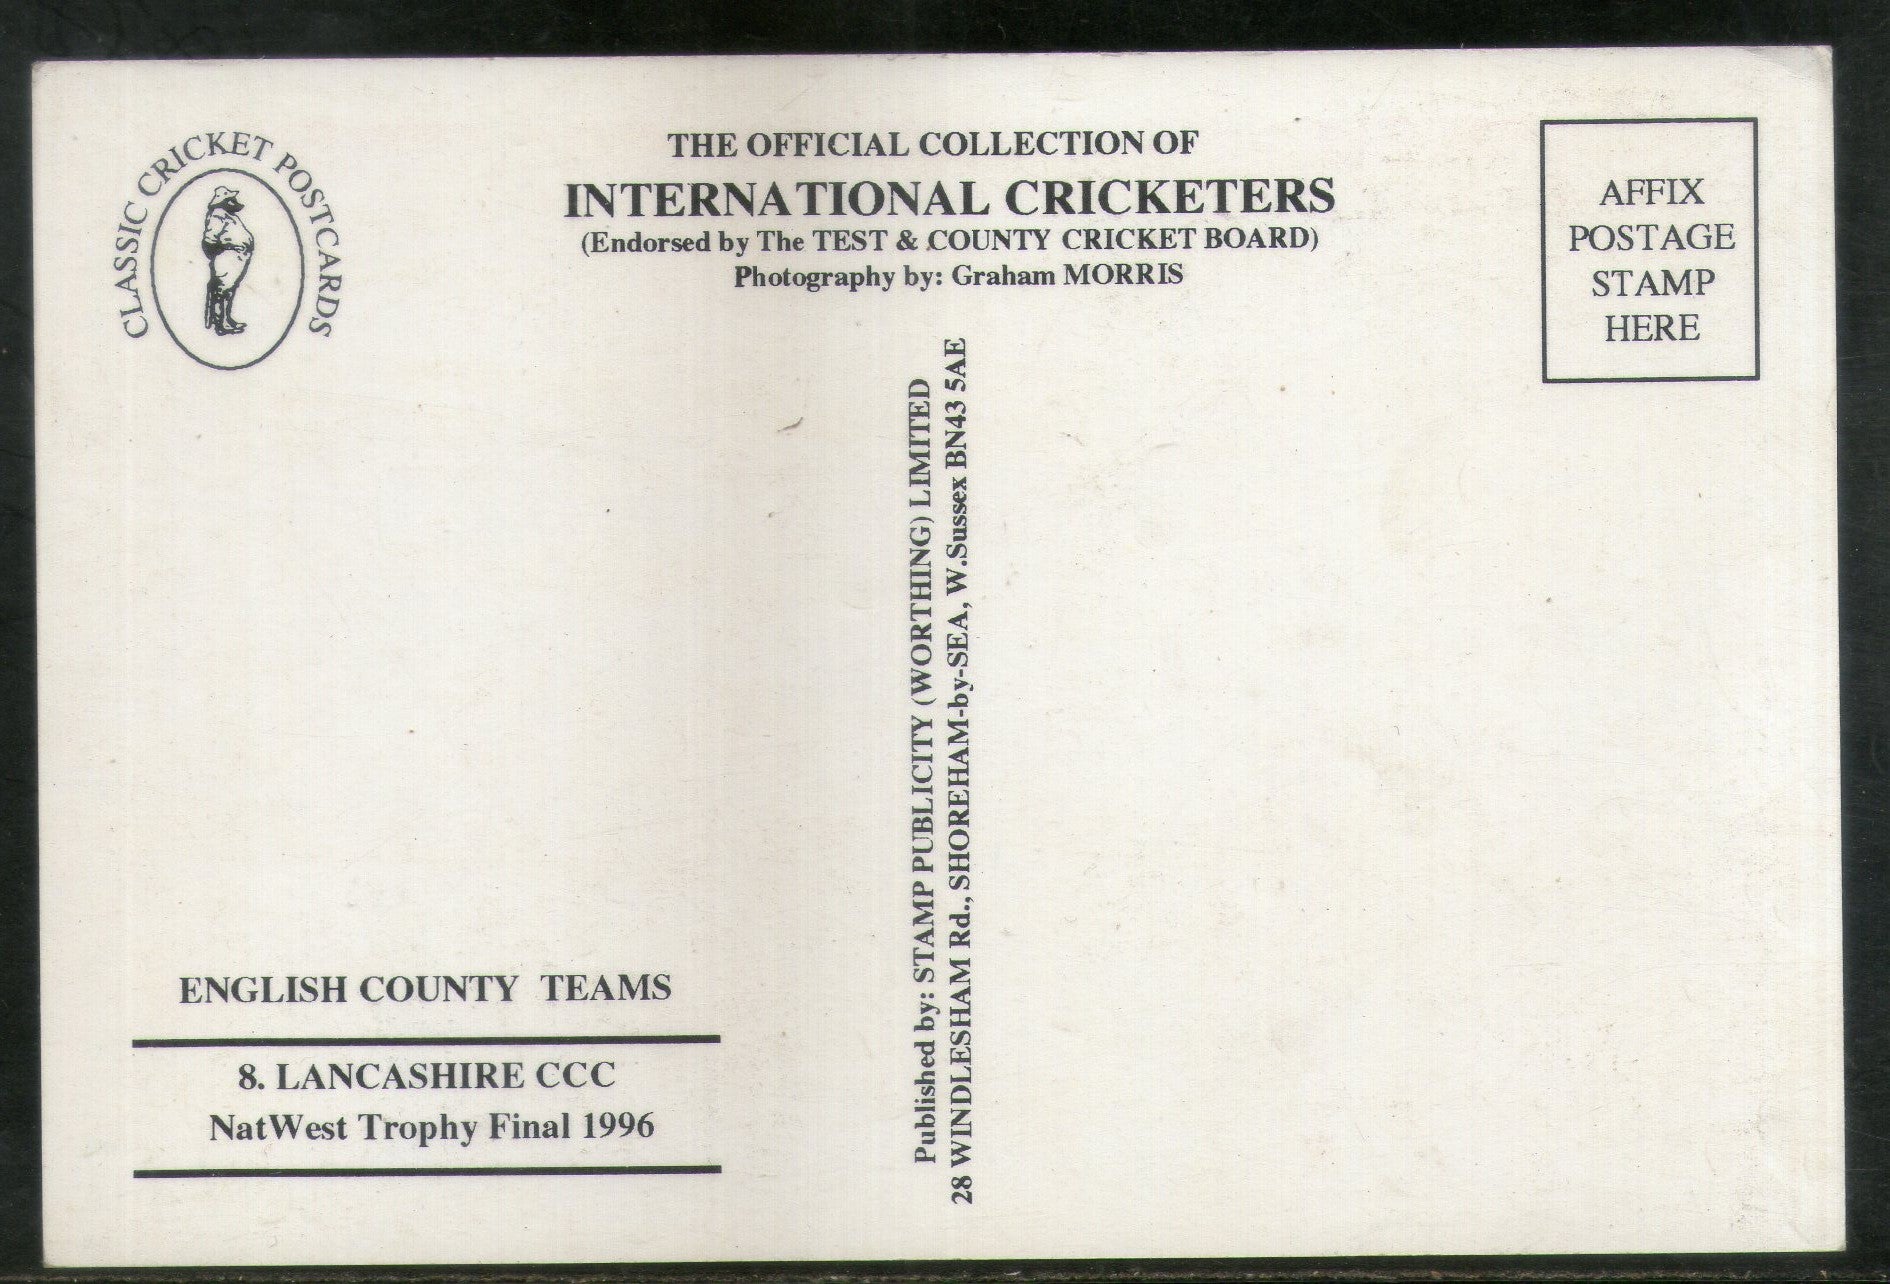 CLASSIC CRICKET POSTCARDS
THE OFFICIAL COLLECTION OF
INTERNATIONAL CRICKETERS
(Endorsed by The TEST & COUNTY CRICKET BOARD)
Photography by: Graham MORRIS
AFFIX
POSTAGE
STAMP
HERE
Published by: STAMP PUBLICITY (WORTHING) LIMITED
28 WINDLESHAM Rd., SHOREHAM-by-SEA, W.Sussex BN43 5AE
ENGLISH COUNTY TEAMS
8. LANCASHIRE CCC
NatWest Trophy Final 1996